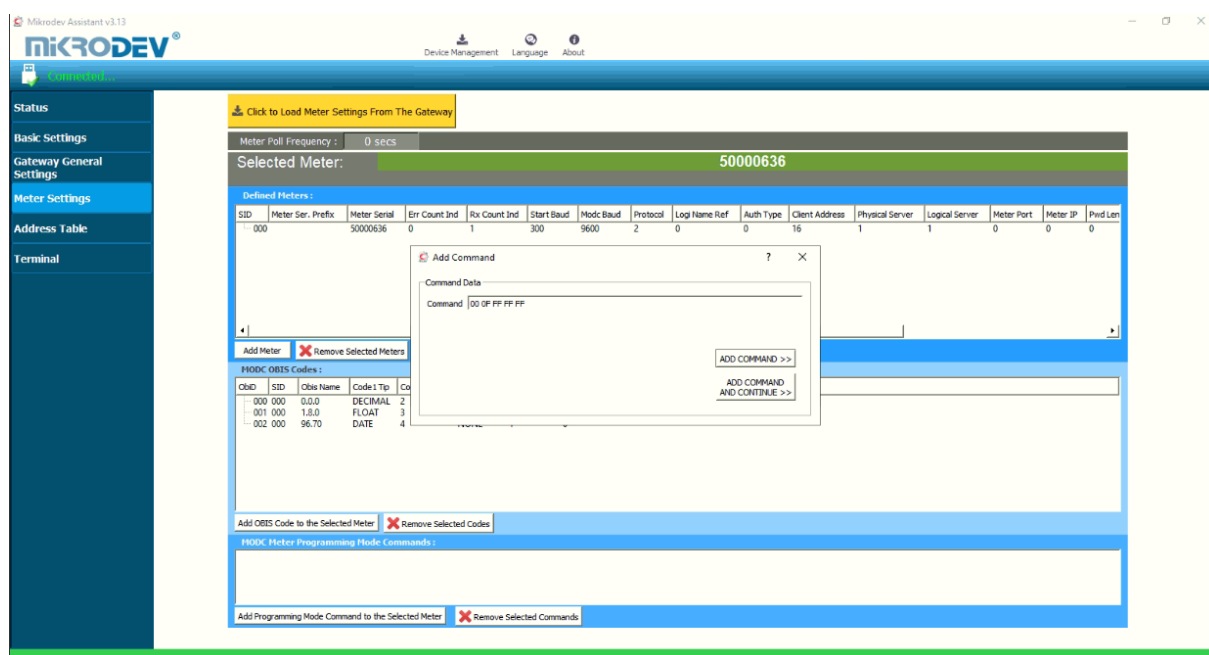 Mikrodev Assistant v3.13
MiKRODEV®
Device Management Language About
Connected...
Status
Basic Settings
Gateway General
Settings
Meter Settings
Address Table
Terminal
Click to Load Meter Settings From The Gateway
Meter Poll Frequency : 0 secs
Selected Meter: 50000636
Defined Meters :
SID Meter Ser. Prefix Meter Serial Err Count Ind Rx Count Ind Start Baud Modc Baud Protocol Logi Name Ref Auth Type Client Address Physical Server Logical Server Meter Port Meter IP Pwd Len
000 50000636 0 1 300 9600 2 0 0 16 1 1 0 0 0
Add Command ? ×
Command Data
Command 00 0F FF FF FF
ADD COMMAND >>
ADD COMMAND
AND CONTINUE >>
Add Meter Remove Selected Meters
MODC OBIS Codes :
ObiD SID Obis Name Code1 Tip Co
000 000 0.0.0 DECIMAL 2
001 000 1.8.0 FLOAT 3
002 000 96.70 DATE 4
Add OBIS Code to the Selected Meter Remove Selected Codes
MODC Meter Programming Mode Commands :
Add Programming Mode Command to the Selected Meter Remove Selected Commands